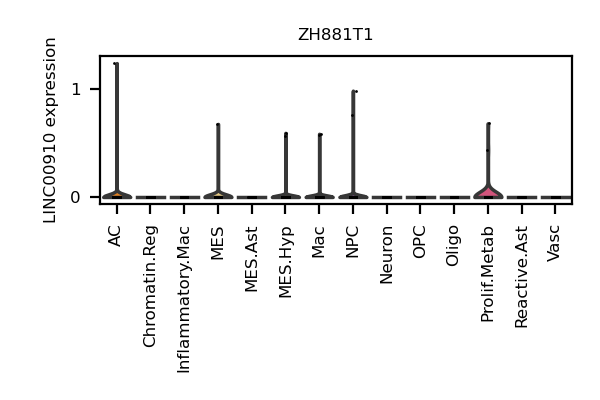 ZH881T1
LINC00910 expression
1
0
AC
Chromatin.Reg
Inflammatory.Mac
MES
MES.Ast
MES.Hyp
Mac
NPC
Neuron
OPC
Oligo
Prolif.Metab
Reactive.Ast
Vasc